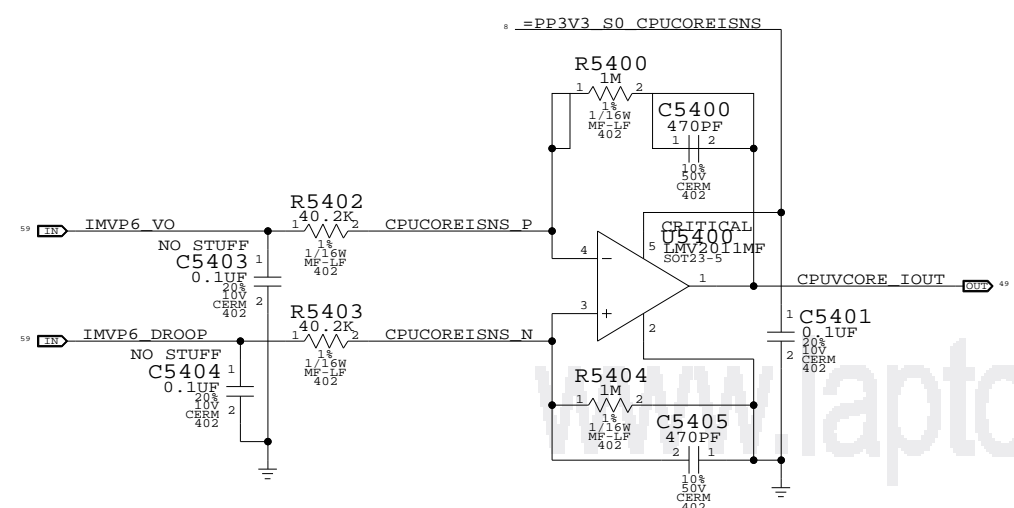 8 =PP3V3_S0_CPUCOREISNS
R5400
1M
1 2
1%
1/16W
MF-LF
402
C5400
470PF
1 2
10%
50V
CERM
402
59 IN IMVP6_VO
R5402
40.2K
1 2
1%
1/16W
MF-LF
402
CPUCOREISNS_P
NO STUFF
C5403
1
0.1UF
20%
10V
CERM
402
2
CRITICAL
U5400
LMV2011MF
SOT23-5
4
5
1
3
2
CPUVCORE_IOUT OUT 49
R5403
40.2K
1 2
1%
1/16W
MF-LF
402
59 IN IMVP6_DROOP
CPUCOREISNS_N
NO STUFF
C5404
1
0.1UF
20%
10V
CERM
402
2
C5401
1
0.1UF
20%
10V
CERM
402
2
R5404
1M
1 2
1%
1/16W
MF-LF
402
C5405
470PF
2 1
10%
50V
CERM
402
www.lapto